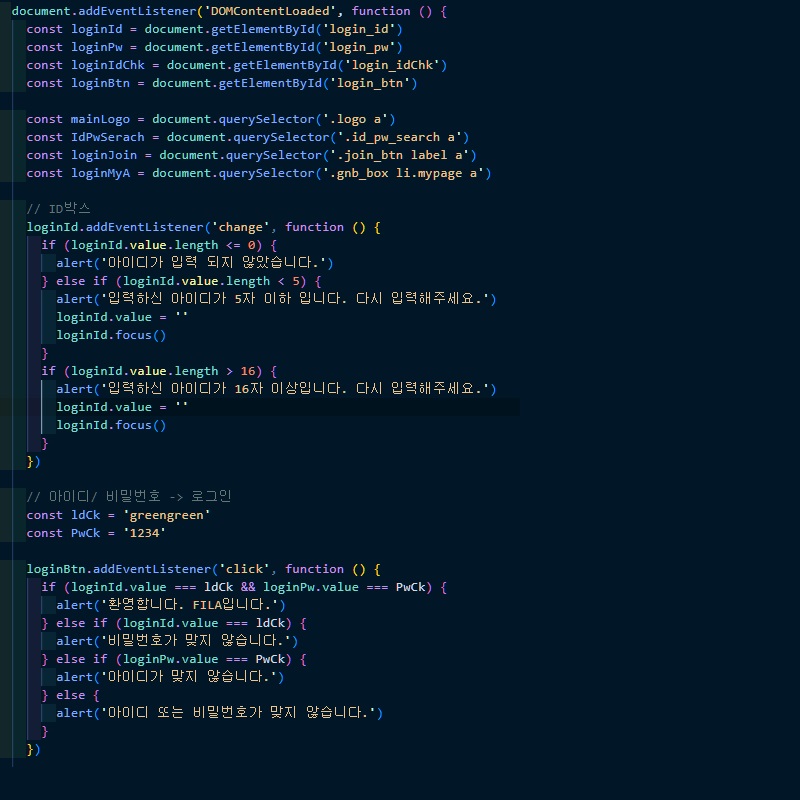 document.addEventListener('DOMContentLoaded', function () {
const loginId = document.getElementById('login_id')
const loginPw = document.getElementById('login_pw')
const loginIdChk = document.getElementById('login_idChk')
const loginBtn = document.getElementById('login_btn')
const mainLogo = document.querySelector('.logo a')
const IdPwSerach = document.querySelector('.id_pw_search a')
const loginJoin = document.querySelector('.join_btn label a')
const loginMyA = document.querySelector('.gnb_box li.mypage a')
// ID박스
loginId.addEventListener('change', function () {
if (loginId.value.length <= 0) {
alert('아이디가 입력 되지 않았습니다.')
} else if (loginId.value.length < 5) {
alert('입력하신 아이디가 5자 이하 입니다. 다시 입력해주세요.')
loginId.value = ''
loginId.focus()
}
if (loginId.value.length > 16) {
alert('입력하신 아이디가 16자 이상입니다. 다시 입력해주세요.')
loginId.value = ''
loginId.focus()
}
})
// 아이디/ 비밀번호 -> 로그인
const ldCk = 'greengreen'
const PwCk = '1234'
loginBtn.addEventListener('click', function () {
if (loginId.value === ldCk && loginPw.value === PwCk) {
alert('환영합니다. FILA입니다.')
} else if (loginId.value === ldCk) {
alert('비밀번호가 맞지 않습니다.')
} else if (loginPw.value === PwCk) {
alert('아이디가 맞지 않습니다.')
} else {
alert('아이디 또는 비밀번호가 맞지 않습니다.')
}
})